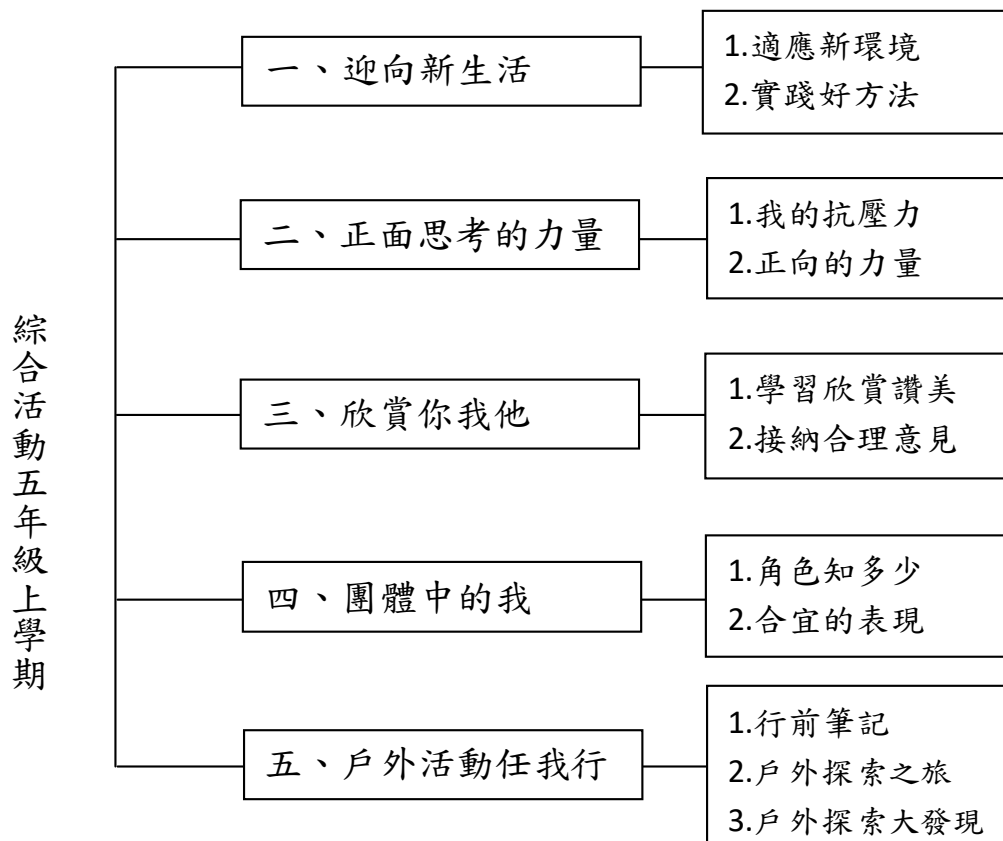 綜合活動五年級上學期
一、迎向新生活
1.適應新環境
2.實踐好方法
二、正面思考的力量
1.我的抗壓力
2.正向的力量
三、欣賞你我他
1.學習欣賞讚美
2.接納合理意見
四、團體中的我
1.角色知多少
2.合宜的表現
五、戶外活動任我行
1.行前筆記
2.戶外探索之旅
3.戶外探索大發現